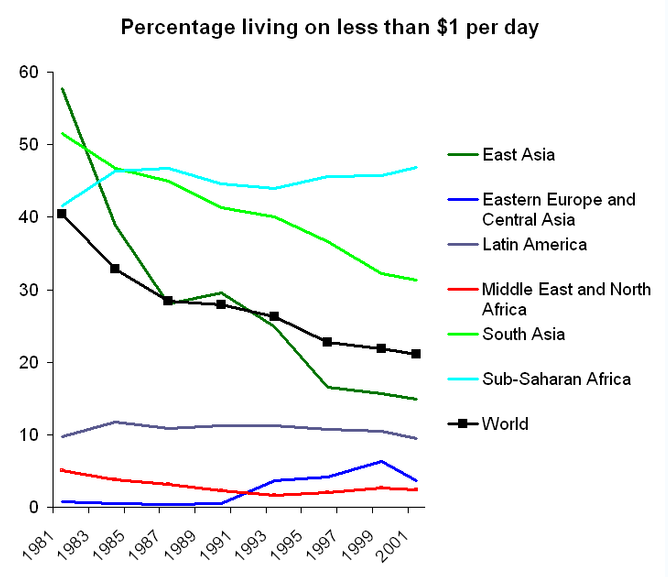 Percentage living on less than $1 per day
60
50
40
30
20
10
0
1981
1983
1985
1987
1989
1991
1993
1995
1997
1999
2001
East Asia
Eastern Europe and
Central Asia
Latin America
Middle East and North
Africa
South Asia
Sub-Saharan Africa
World